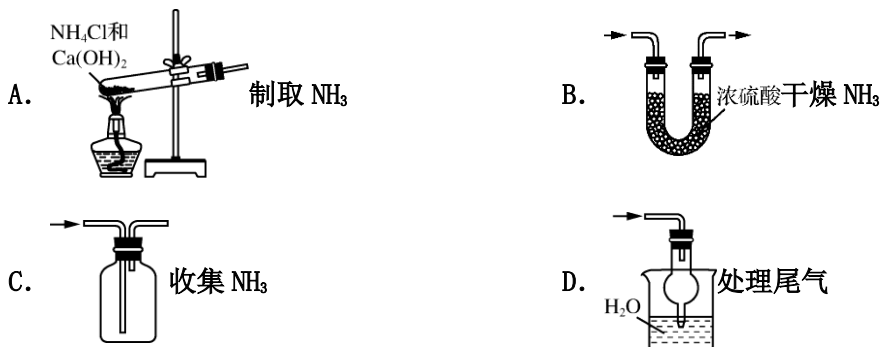 NH₄Cl和
Ca(OH)₂
A. 制取 NH₃
B. 浓硫酸 干燥 NH₃
C. 收集 NH₃
D. 处理尾气
H₂O